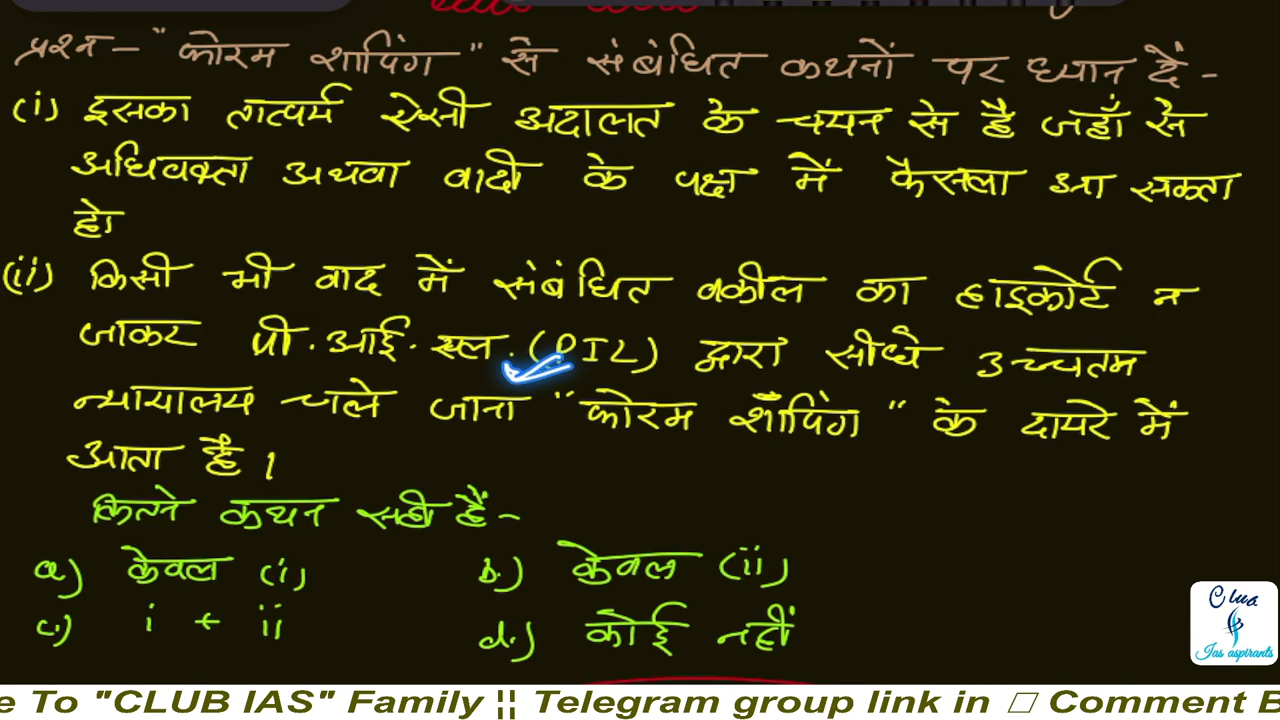 प्रश्न - "फोरम शापिंग" से संबंधित कथनों पर ध्यान दें -
(i) इसका तात्पर्य ऐसी अदालत के चयन से है जहाँ से
अधिवक्ता अथवा वादी के पक्ष में फैसला आ सकता
है।
(ii) किसी भी वाद में संबंधित वकील का हाइकोर्ट न
जाकर पी.आई.एल.(PIL) द्वारा सीधे उच्चतम
न्यायालय चले जाना "फोरम शॉपिंग" के दायरे में
आता है।
कितने कथन सही हैं -
a) केवल (i) b.) केवल (ii)
c.) i + ii d.) कोई नहीं
Club
Ias aspirants
e To "CLUB IAS" Family ¦¦ Telegram group link in □ Comment B